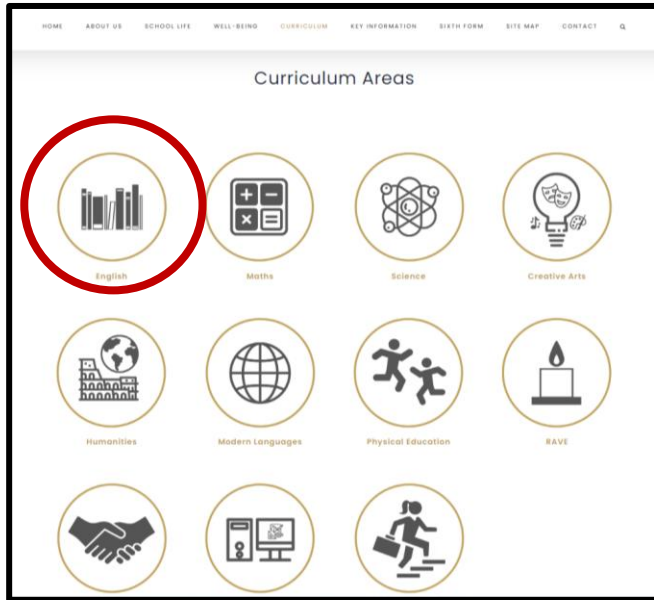 HOME ABOUT US SCHOOL LIFE WELL-BEING CURRICULUM KEY INFORMATION SIXTH FORM SITE MAP CONTACT
Curriculum Areas
English Maths Science Creative Arts
Humanities Modern Languages Physical Education RAVE